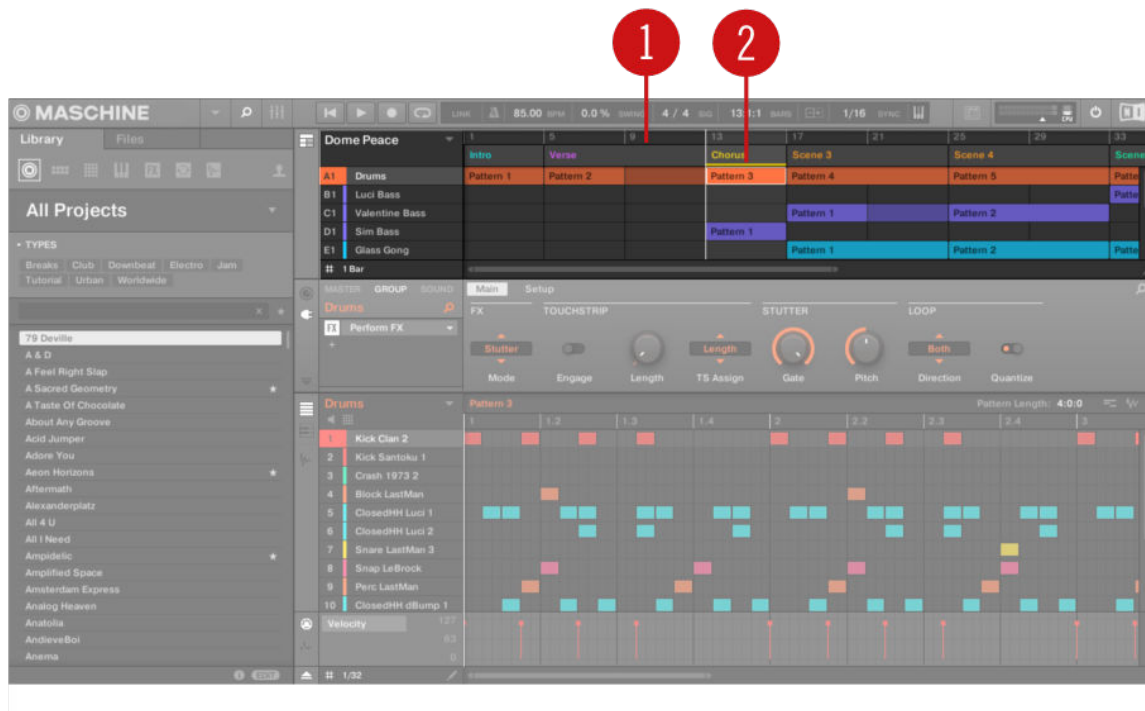 1 2
MASCHINE LINK 85.00 BPM 0.0 % SWING 4 / 4 SIG 13:1:1 BARS 1/16 SYNC CPU
Library Files Dome Peace 1 5 9 13 17 21 25 29 33
Intro Verse Chorus Scene 3 Scene 4 Scene
A1 Drums Pattern 1 Pattern 2 Pattern 3 Pattern 4 Pattern 5 Patte
B1 Luci Bass Patte
All Projects C1 Valentine Bass Pattern 1 Pattern 2
D1 Sim Bass Pattern 1
TYPES E1 Glass Gong Pattern 1 Pattern 2 Patte
Breaks Club Downbeat Electro Jam 1 Bar
Tutorial Urban Worldwide
MASTER GROUP SOUND Main Setup
Drums FX TOUCHSTRIP STUTTER LOOP
FX Perform FX
79 Deville Stutter Length Both
A & D
A Feel Right Slap Mode Engage Length TS Assign Gate Pitch Direction Quantize
A Sacred Geometry
A Taste Of Chocolate Drums Pattern 3 Pattern Length: 4:0:0
About Any Groove 1 1.2 1.3 1.4 2 2.2 2.3 2.4 3
Acid Jumper 1 Kick Clan 2
Adore You 2 Kick Santoku 1
Aeon Horizons 3 Crash 1973 2
Aftermath 4 Block LastMan
Alexanderplatz 5 ClosedHH Luci 1
All 4 U 6 ClosedHH Luci 2
All I Need 7 Snare LastMan 3
Ampidelic 8 Snap LeBrock
Amplified Space 9 Perc LastMan
Amsterdam Express 10 ClosedHH dBump 1
Analog Heaven
Anatolia Velocity 127
AndieveBoi 63
Anema 0
EDIT 1/32